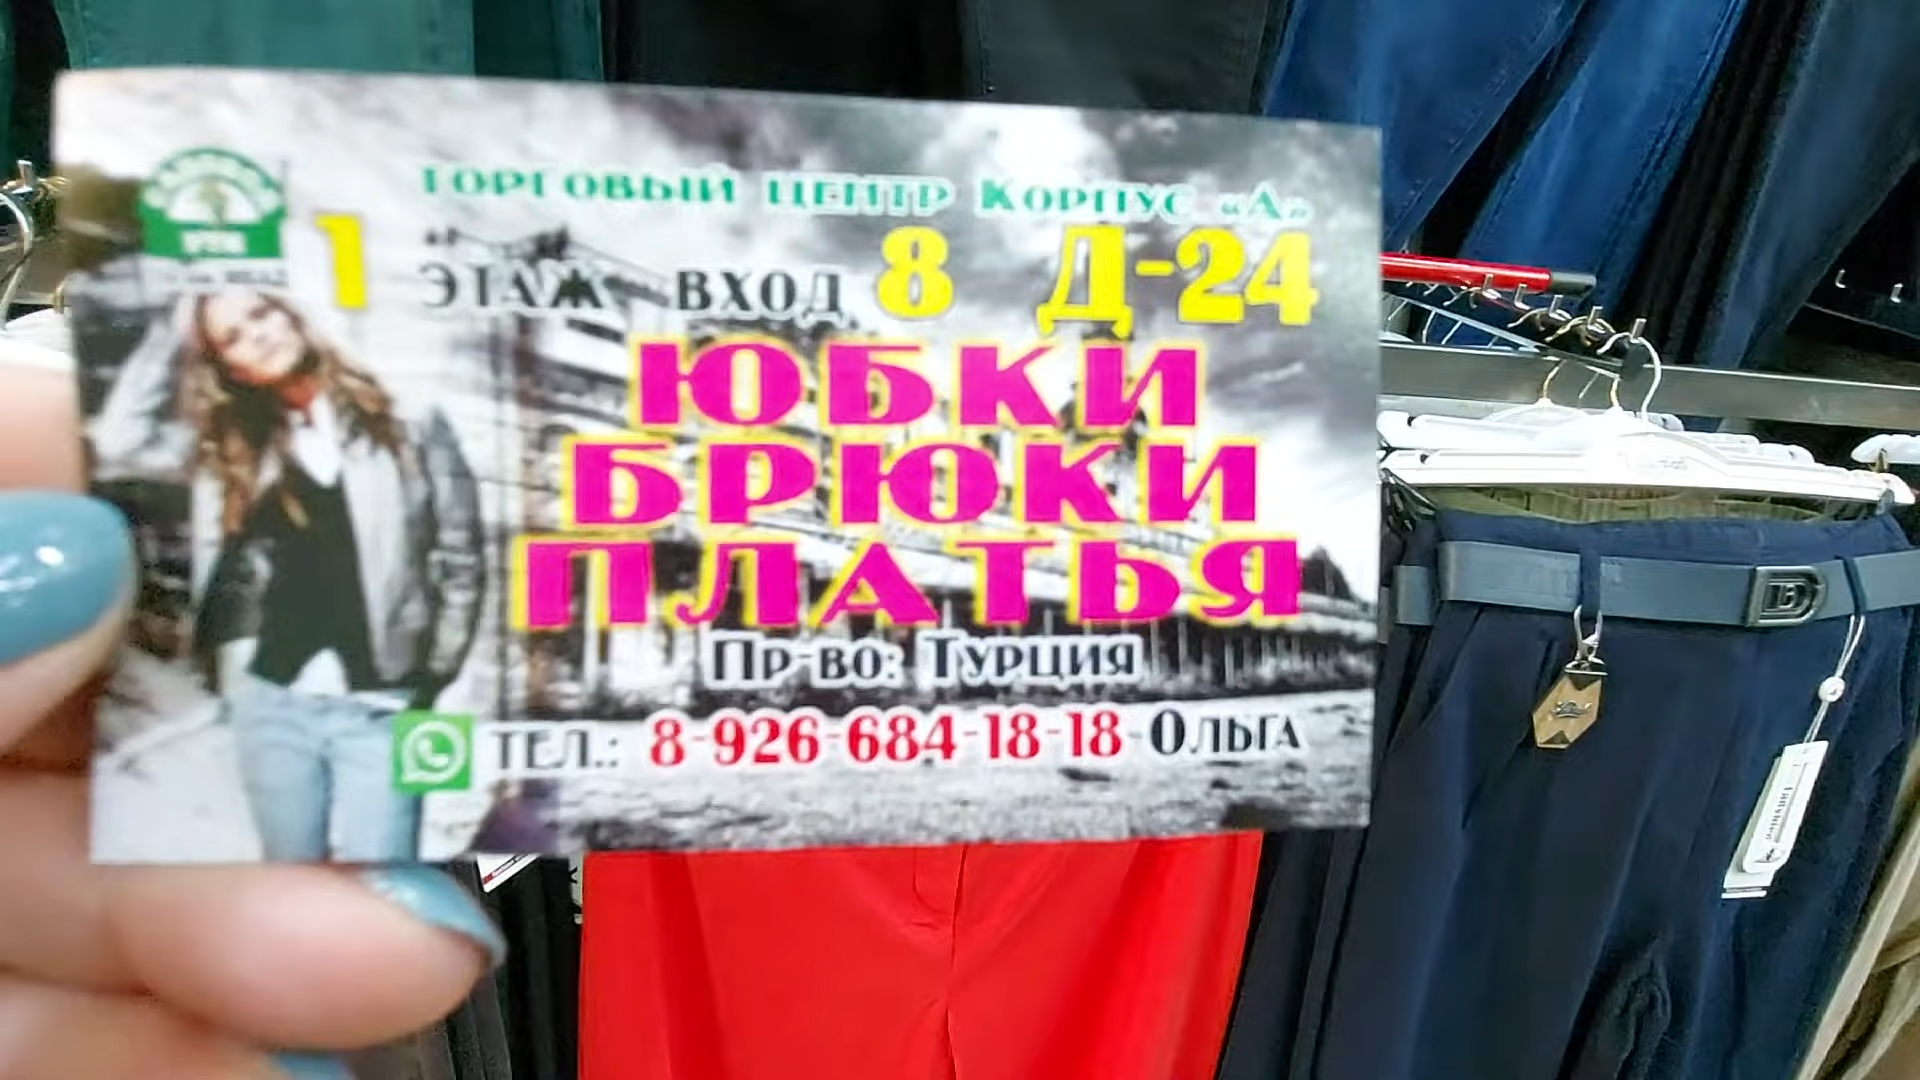 ТОРГОВЫЙ ЦЕНТР КОРПУС «А»
1 ЭТАЖ ВХОД 8 Д-24
ЮБКИ
БРЮКИ
ПЛАТЬЯ
ПР-ВО: ТУРЦИЯ
ТЕЛ.: 8-926-684-18-18-ОЛЬГА